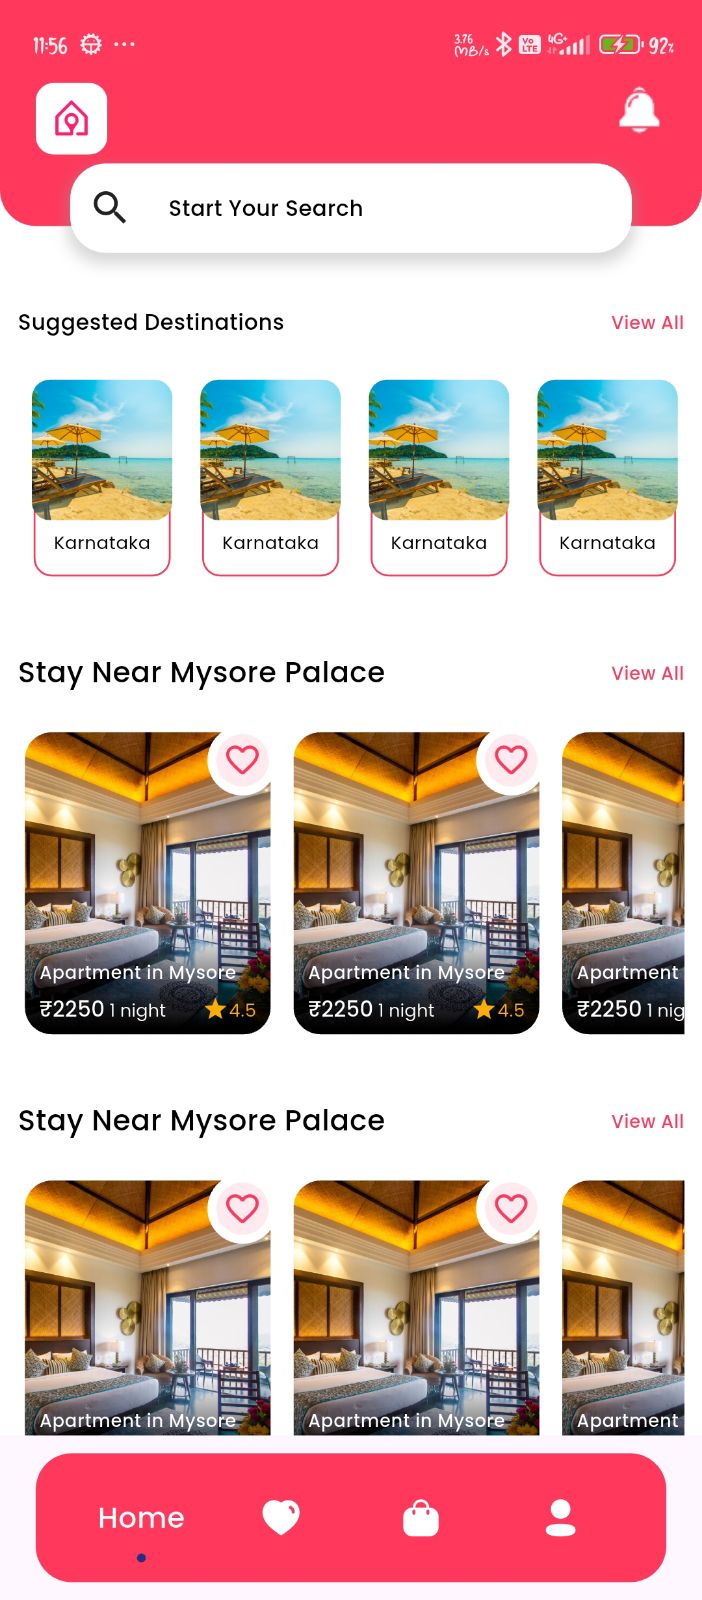 11:56 ... 3.76 MB/s Vo LTE 4G+ 92%
Start Your Search
Suggested Destinations View All
Karnataka Karnataka Karnataka Karnataka
Stay Near Mysore Palace View All
Apartment in Mysore Apartment in Mysore Apartment
₹2250 1 night 4.5 ₹2250 1 night 4.5 ₹2250 1 nig
Stay Near Mysore Palace View All
Apartment in Mysore Apartment in Mysore Apartment
Home